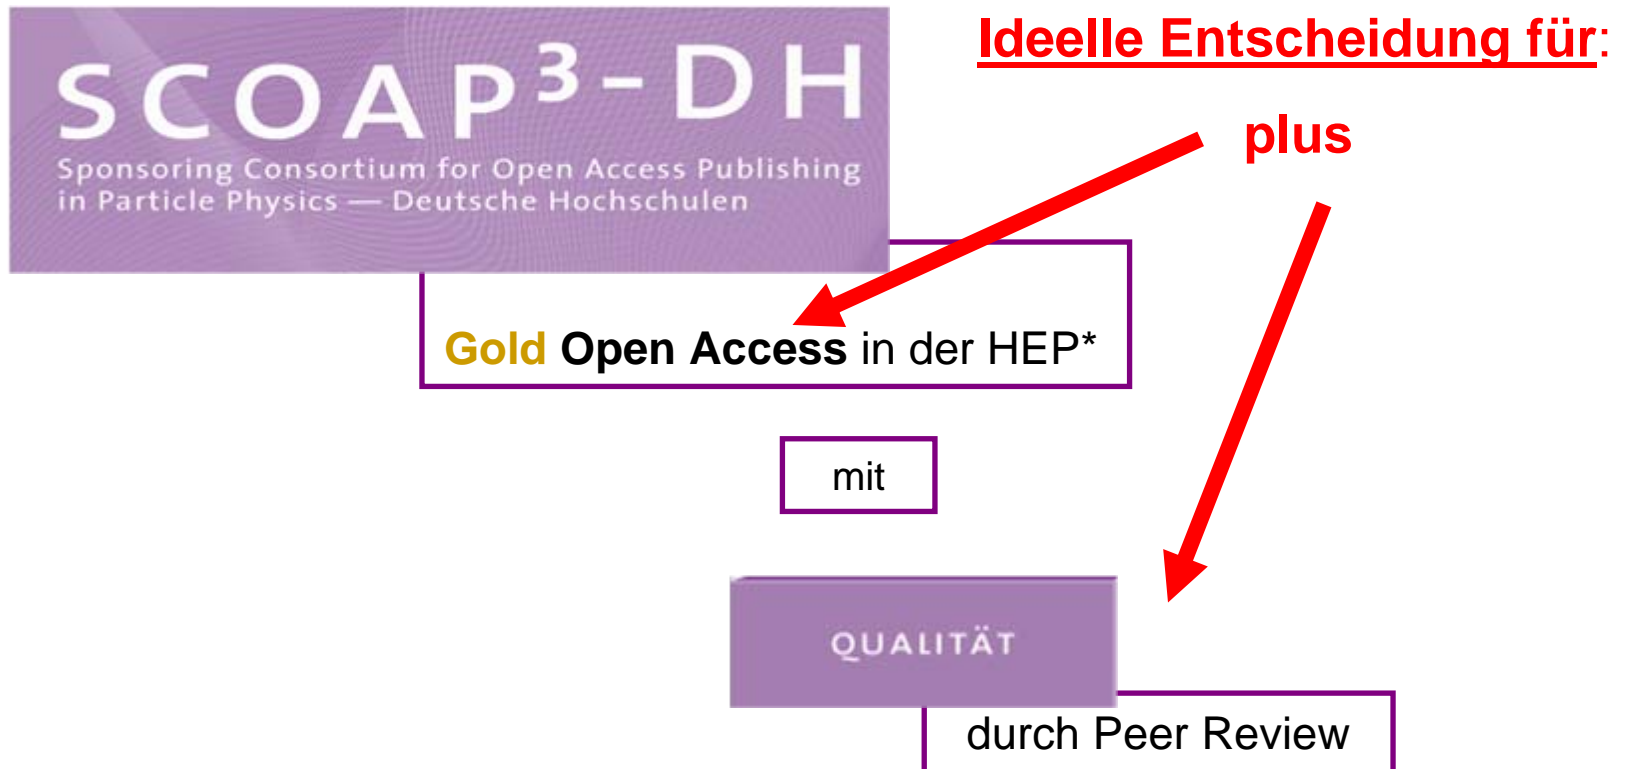 SCOAP³-DH
Sponsoring Consortium for Open Access Publishing
in Particle Physics — Deutsche Hochschulen
Ideelle Entscheidung für:
plus
Gold Open Access in der HEP*
mit
QUALITÄT
durch Peer Review